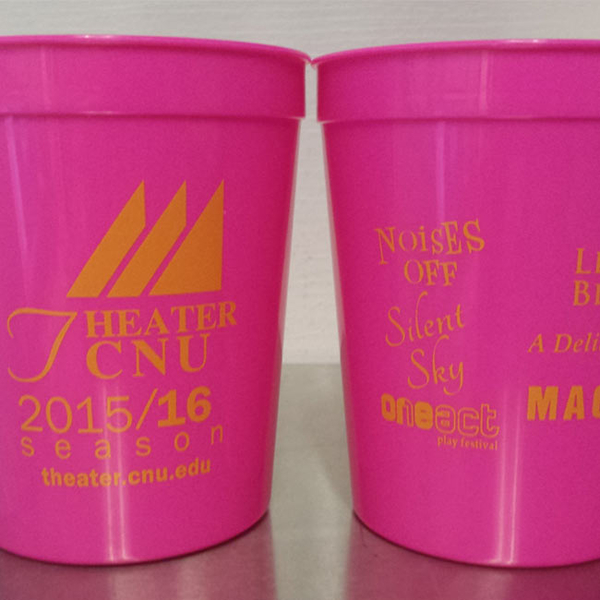 THEATER
CNU
2015/16
season
theater.cnu.edu
NOiSES
OFF
Silent
Sky
oneact
play festival
A